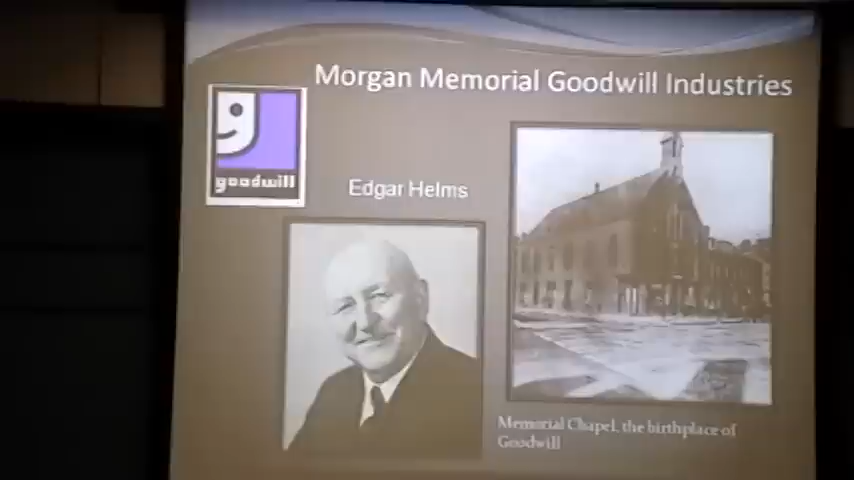 Morgan Memorial Goodwill Industries
goodwill
Edgar Helms
Memorial Chapel, the birthplace of
Goodwill